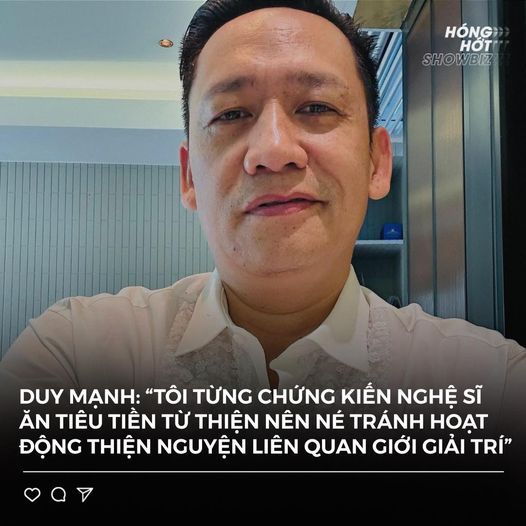 HÓNG
HỚT
SHOWBIZ
DUY MẠNH: “TÔI TỪNG CHỨNG KIẾN NGHỆ SĨ
ĂN TIÊU TIỀN TỪ THIỆN NÊN NÉ TRÁNH HOẠT
ĐỘNG THIỆN NGUYỆN LIÊN QUAN GIỚI GIẢI TRÍ”